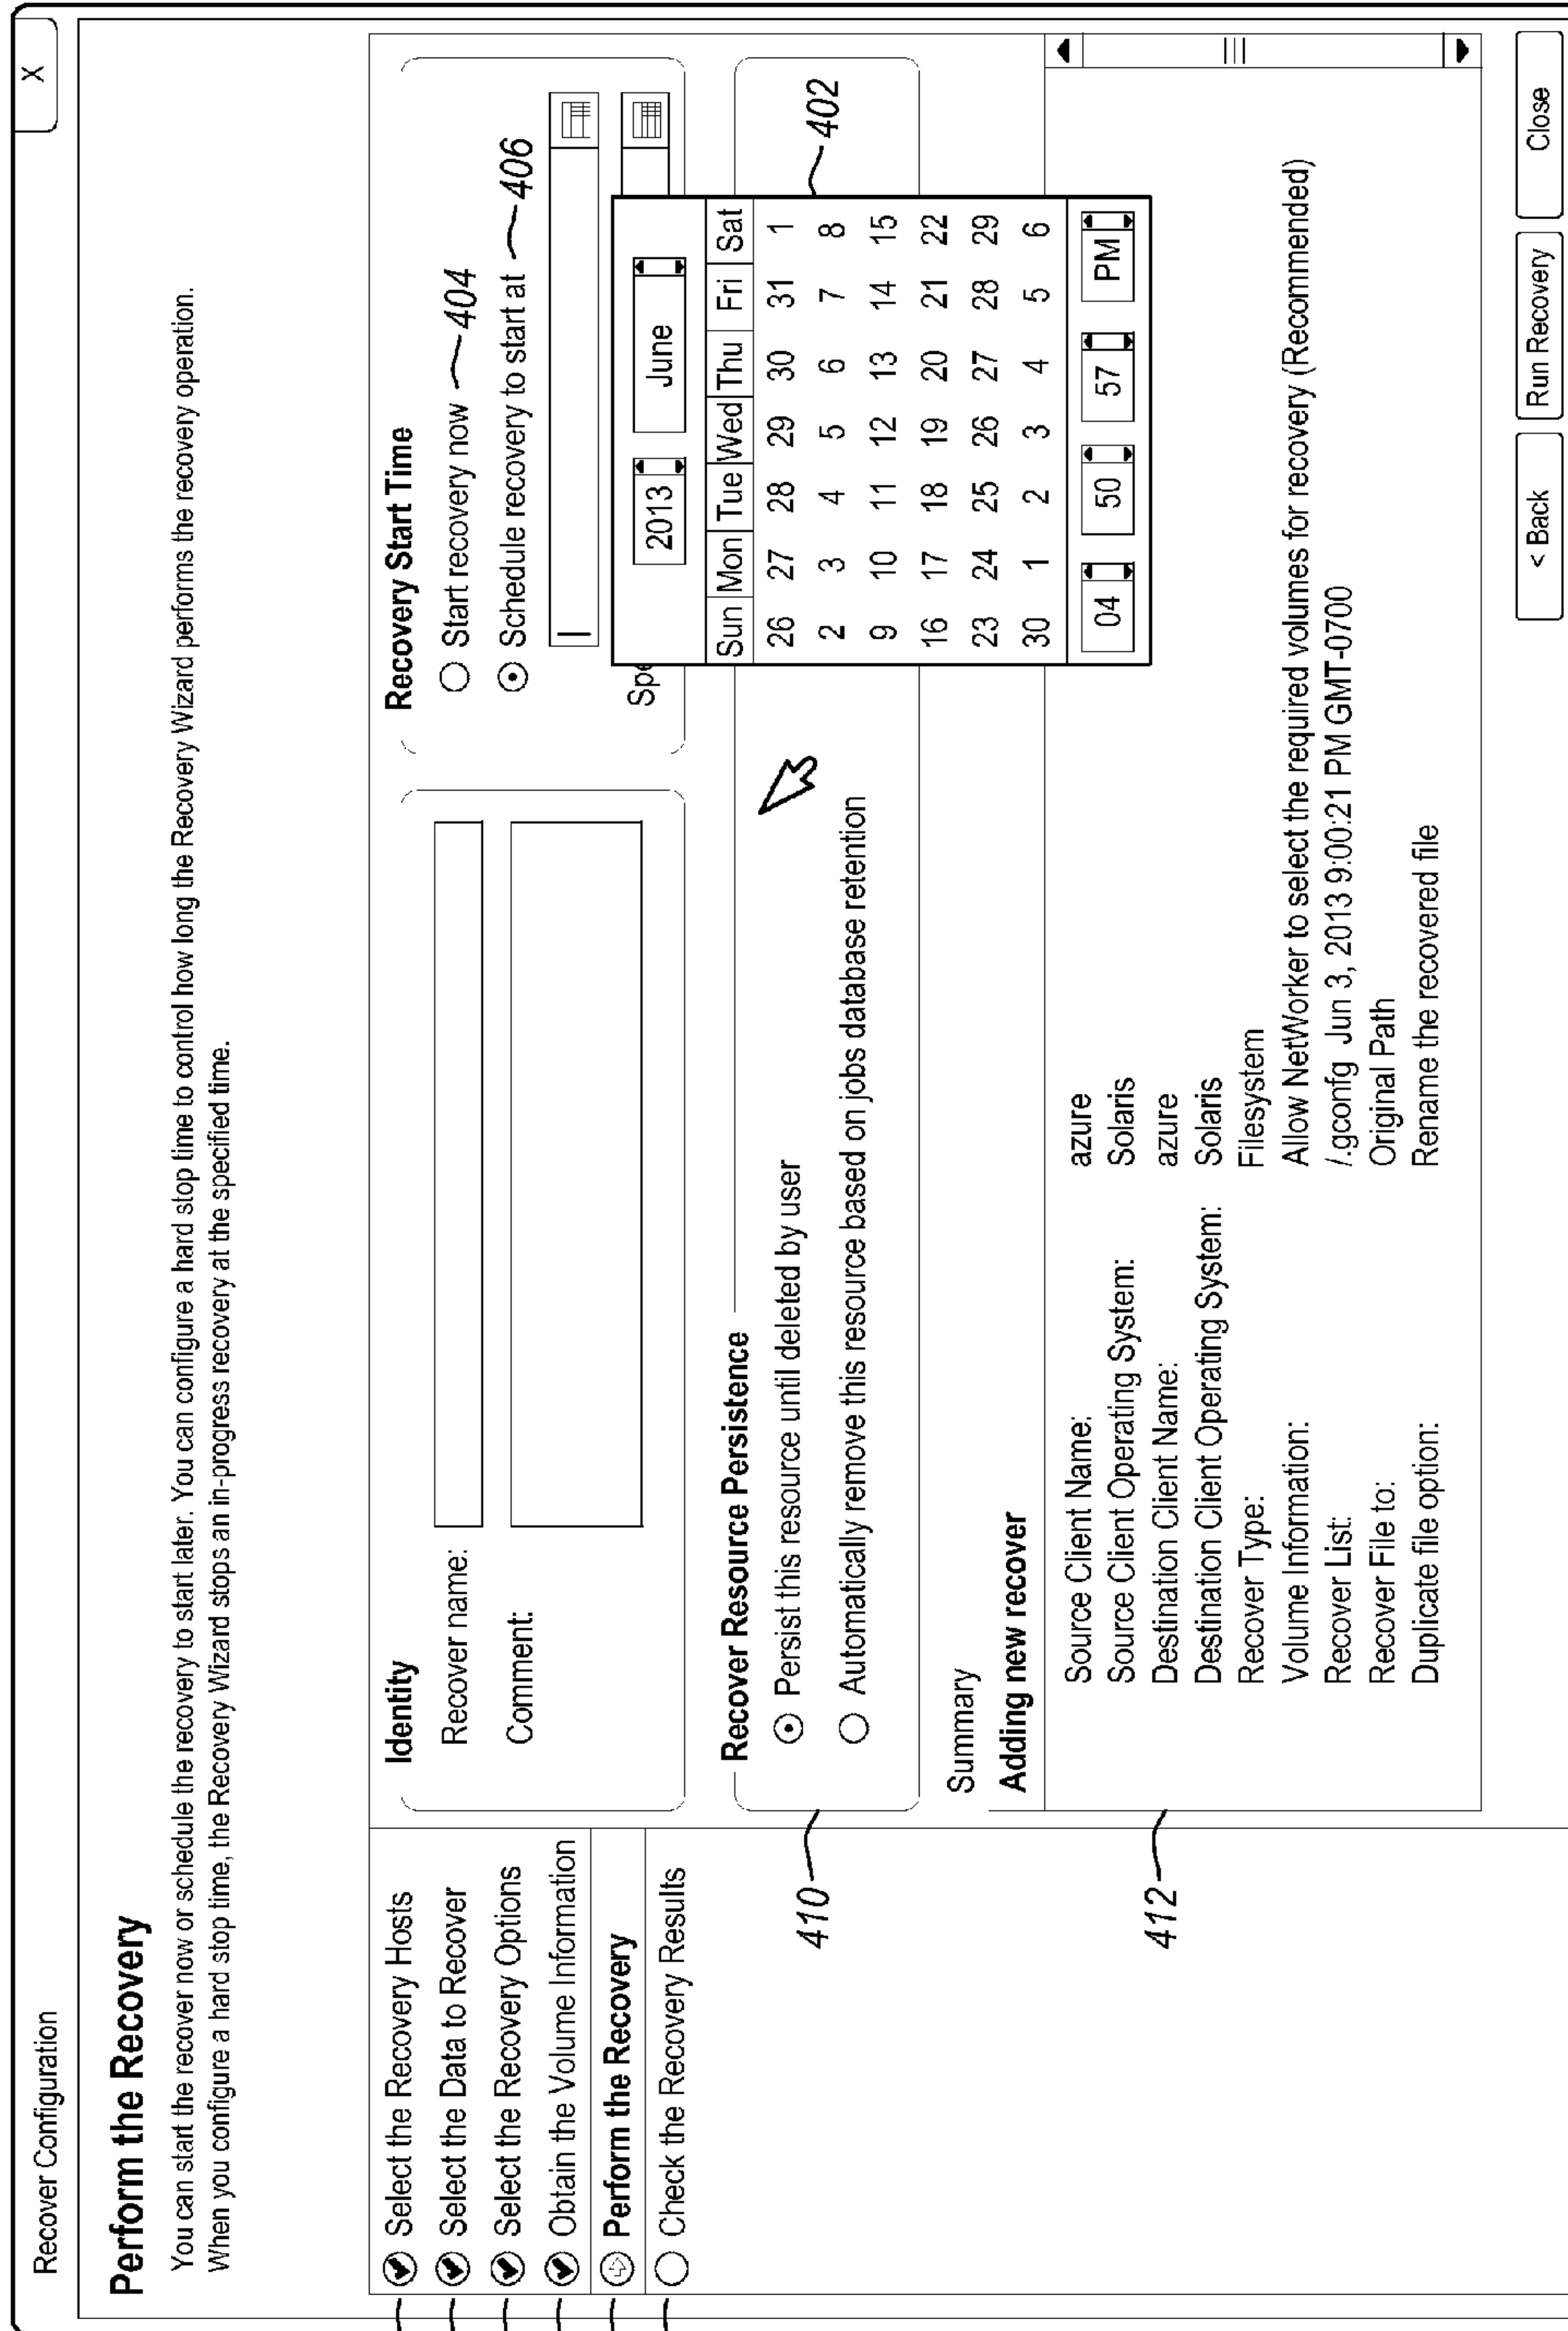 Recover Configuration
X
Perform the Recovery
You can start the recover now or schedule the recovery to start later. You can configure a hard stop time to control how long the Recovery Wizard performs the recovery operation.
When you configure a hard stop time, the Recovery Wizard stops an in-progress recovery at the specified time.
Select the Recovery Hosts
Select the Data to Recover
Select the Recovery Options
Obtain the Volume Information
Perform the Recovery
Check the Recovery Results
Identity
Recover name:
Comment:
Recovery Start Time
Start recovery now 404
Schedule recovery to start at 406
Spe
2013 June
Sun Mon Tue Wed Thu Fri Sat
26 27 28 29 30 31 1
2 3 4 5 6 7 8
9 10 11 12 13 14 15
16 17 18 19 20 21 22
23 24 25 26 27 28 29
30 1 2 3 4 5 6
04 50 57 PM
402
Recover Resource Persistence
Persist this resource until deleted by user
Automatically remove this resource based on jobs database retention
410
Summary
Adding new recover
412
Source Client Name: azure
Source Client Operating System: Solaris
Destination Client Name: azure
Destination Client Operating System: Solaris
Recover Type: Filesystem
Volume Information: Allow NetWorker to select the required volumes for recovery (Recommended)
Recover List: /.gconfg Jun 3, 2013 9:00:21 PM GMT-0700
Recover File to: Original Path
Duplicate file option: Rename the recovered file
< Back
Run Recovery
Close